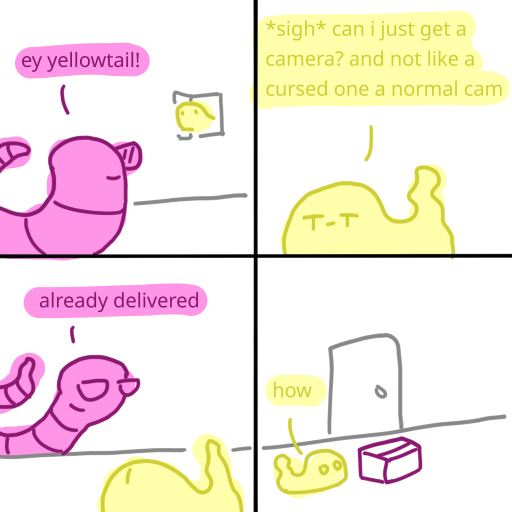 ey yellowtail!
*sigh* can i just get a
camera? and not like a
cursed one a normal cam
already delivered
how